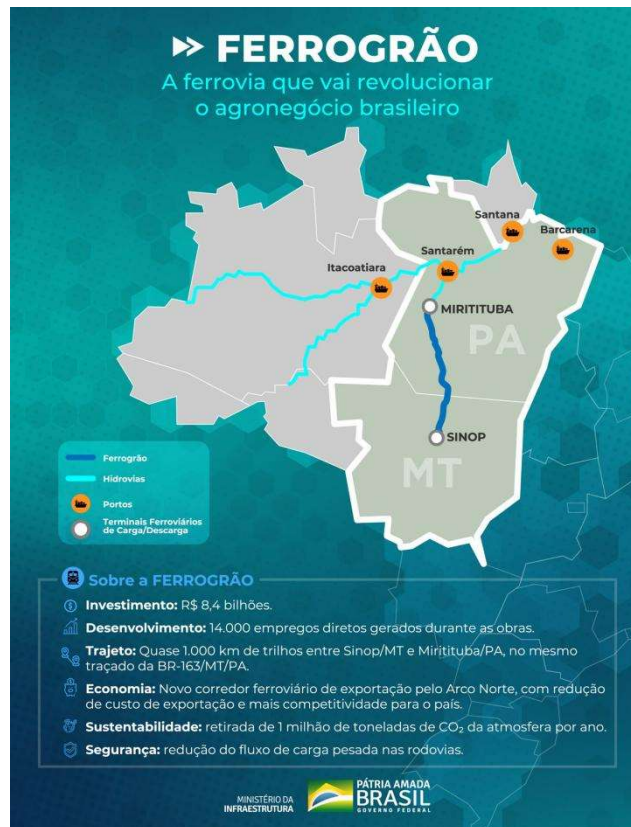 FERROGRÃO
A ferrovia que vai revolucionar
o agronegócio brasileiro
Santana
Barcarena
Santarém
Itacoatiara
MIRITITUBA
PA
SINOP
MT
Ferrogrão
Hidrovias
Portos
Terminais Ferroviários
de Carga/Descarga
Sobre a FERROGRÃO
Investimento: R$ 8,4 bilhões.
Desenvolvimento: 14.000 empregos diretos gerados durante as obras.
Trajeto: Quase 1.000 km de trilhos entre Sinop/MT e Miritituba/PA, no mesmo
traçado da BR-163/MT/PA.
Economia: Novo corredor ferroviário de exportação pelo Arco Norte, com redução
de custo de exportação e mais competitividade para o país.
Sustentabilidade: retirada de 1 milhão de toneladas de CO₂ da atmosfera por ano.
Segurança: redução do fluxo de carga pesada nas rodovias.
MINISTÉRIO DA
INFRAESTRUTURA
PÁTRIA AMADA
BRASIL
GOVERNO FEDERAL